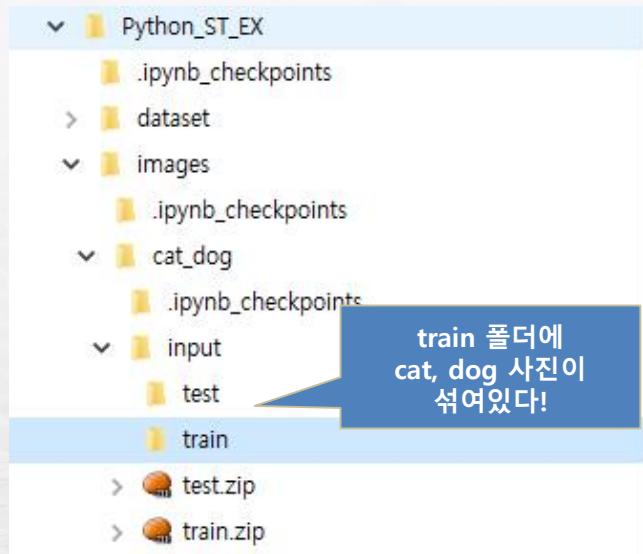 Python_ST_EX
.ipynb_checkpoints
dataset
images
.ipynb_checkpoints
cat_dog
.ipynb_checkpoints
input
train 폴더에
cat, dog 사진이
섞여있다!
test
train
test.zip
train.zip